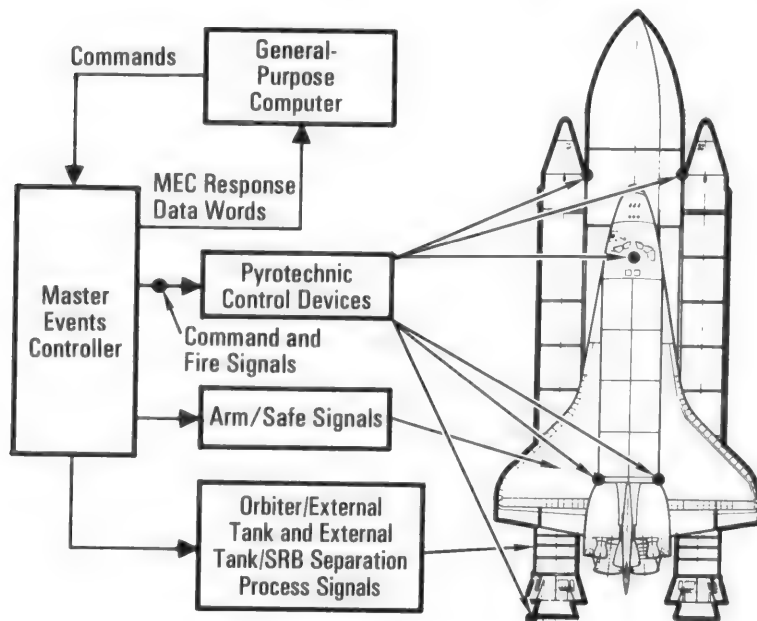 Commands
General-
Purpose
Computer
MEC Response
Data Words
Master
Events
Controller
Pyrotechnic
Control Devices
Command and
Fire Signals
Arm/Safe Signals
Orbiter/External
Tank and External
Tank/SRB Separation
Process Signals